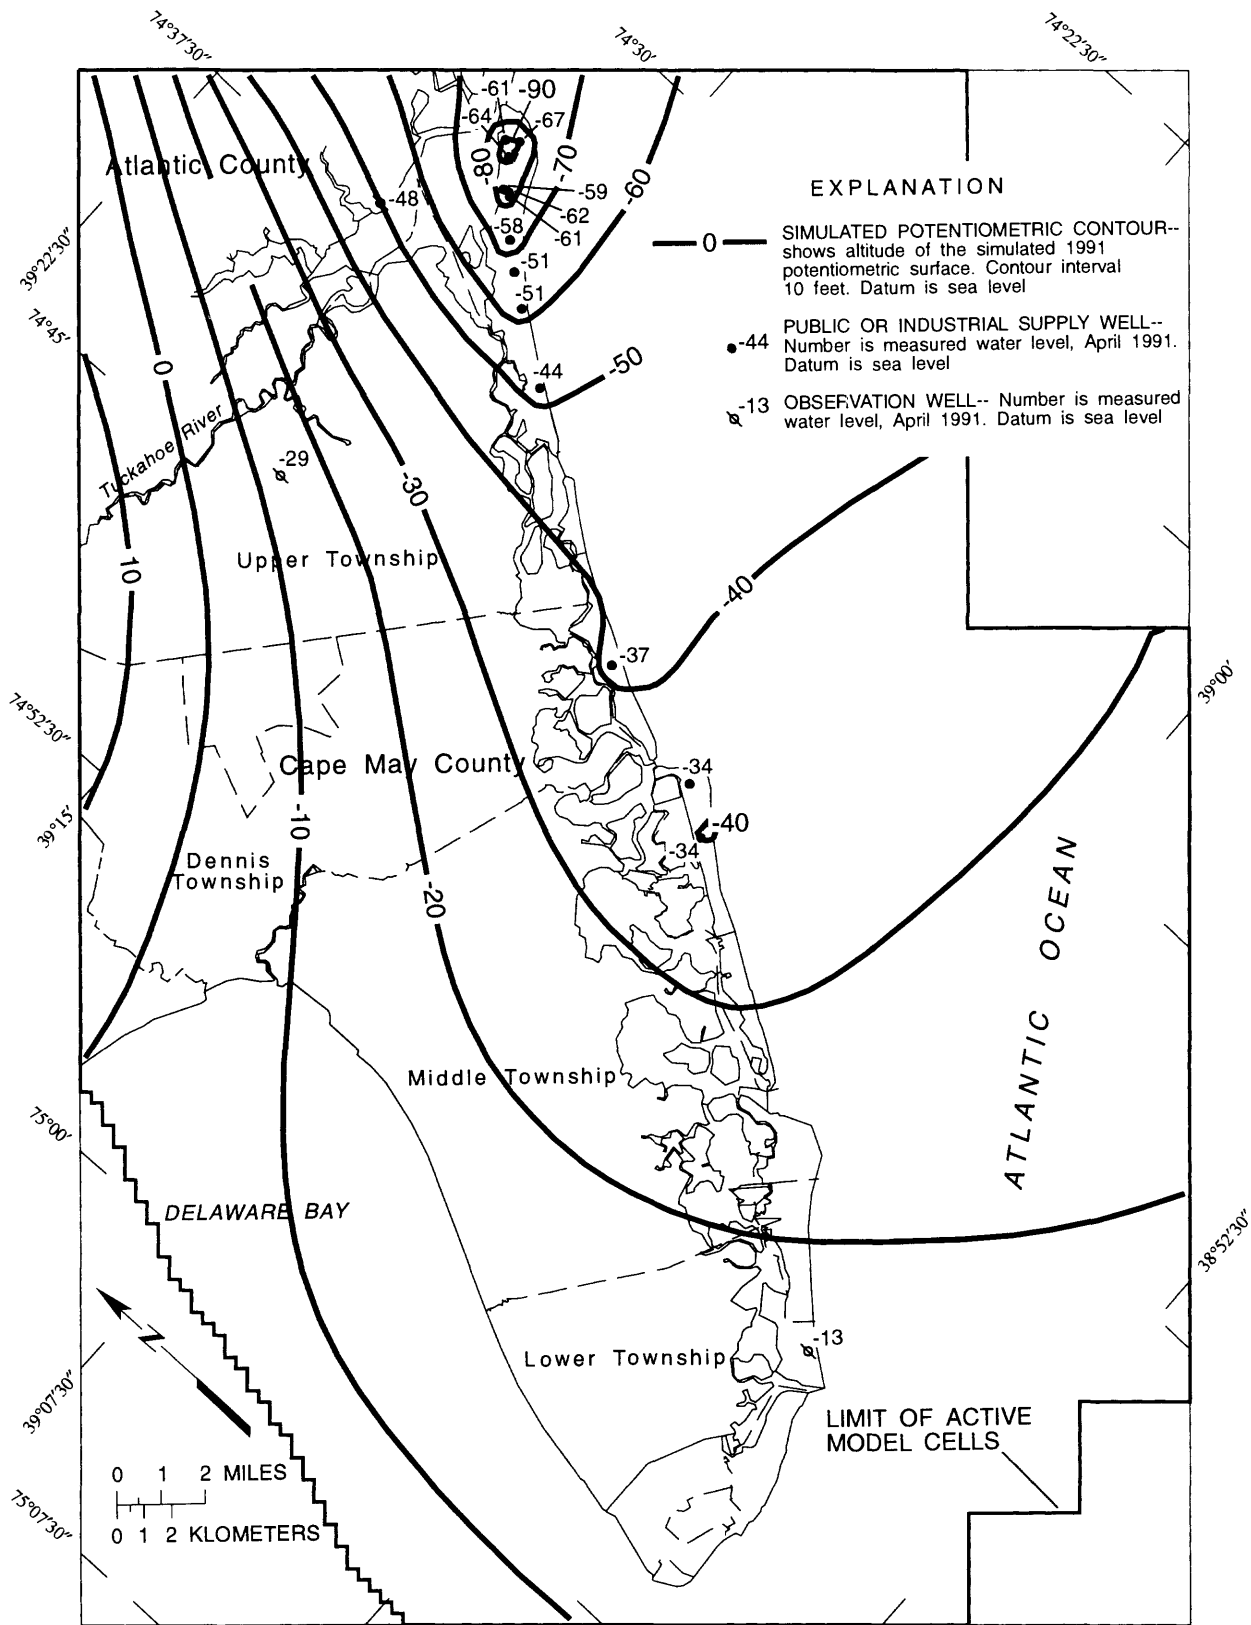 74°37'30"
74°30'
74°22'30"
-61
-90
-64
-67
Atlantic County
-80
-70
-60
-59
-48
-62
-58
-61
EXPLANATION
0
SIMULATED POTENTIOMETRIC CONTOUR--
shows altitude of the simulated 1991
potentiometric surface. Contour interval
10 feet. Datum is sea level
39°22'30"
-51
-51
74°45'
-44
PUBLIC OR INDUSTRIAL SUPPLY WELL--
Number is measured water level, April 1991.
Datum is sea level
0
-50
-44
-13
OBSERVATION WELL-- Number is measured
water level, April 1991. Datum is sea level
Tuckahoe River
-29
-30
Upper Township
10
-40
-37
39°00'
74°52'30"
Cape May County
-34
-40
-34
39°15'
-10
Dennis
Township
-20
ATLANTIC OCEAN
Middle Township
75°00'
DELAWARE BAY
38°52'30"
N
-13
Lower Township
39°07'30"
LIMIT OF ACTIVE
MODEL CELLS
0 1 2 MILES
0 1 2 KLOMETERS
75°07'30"